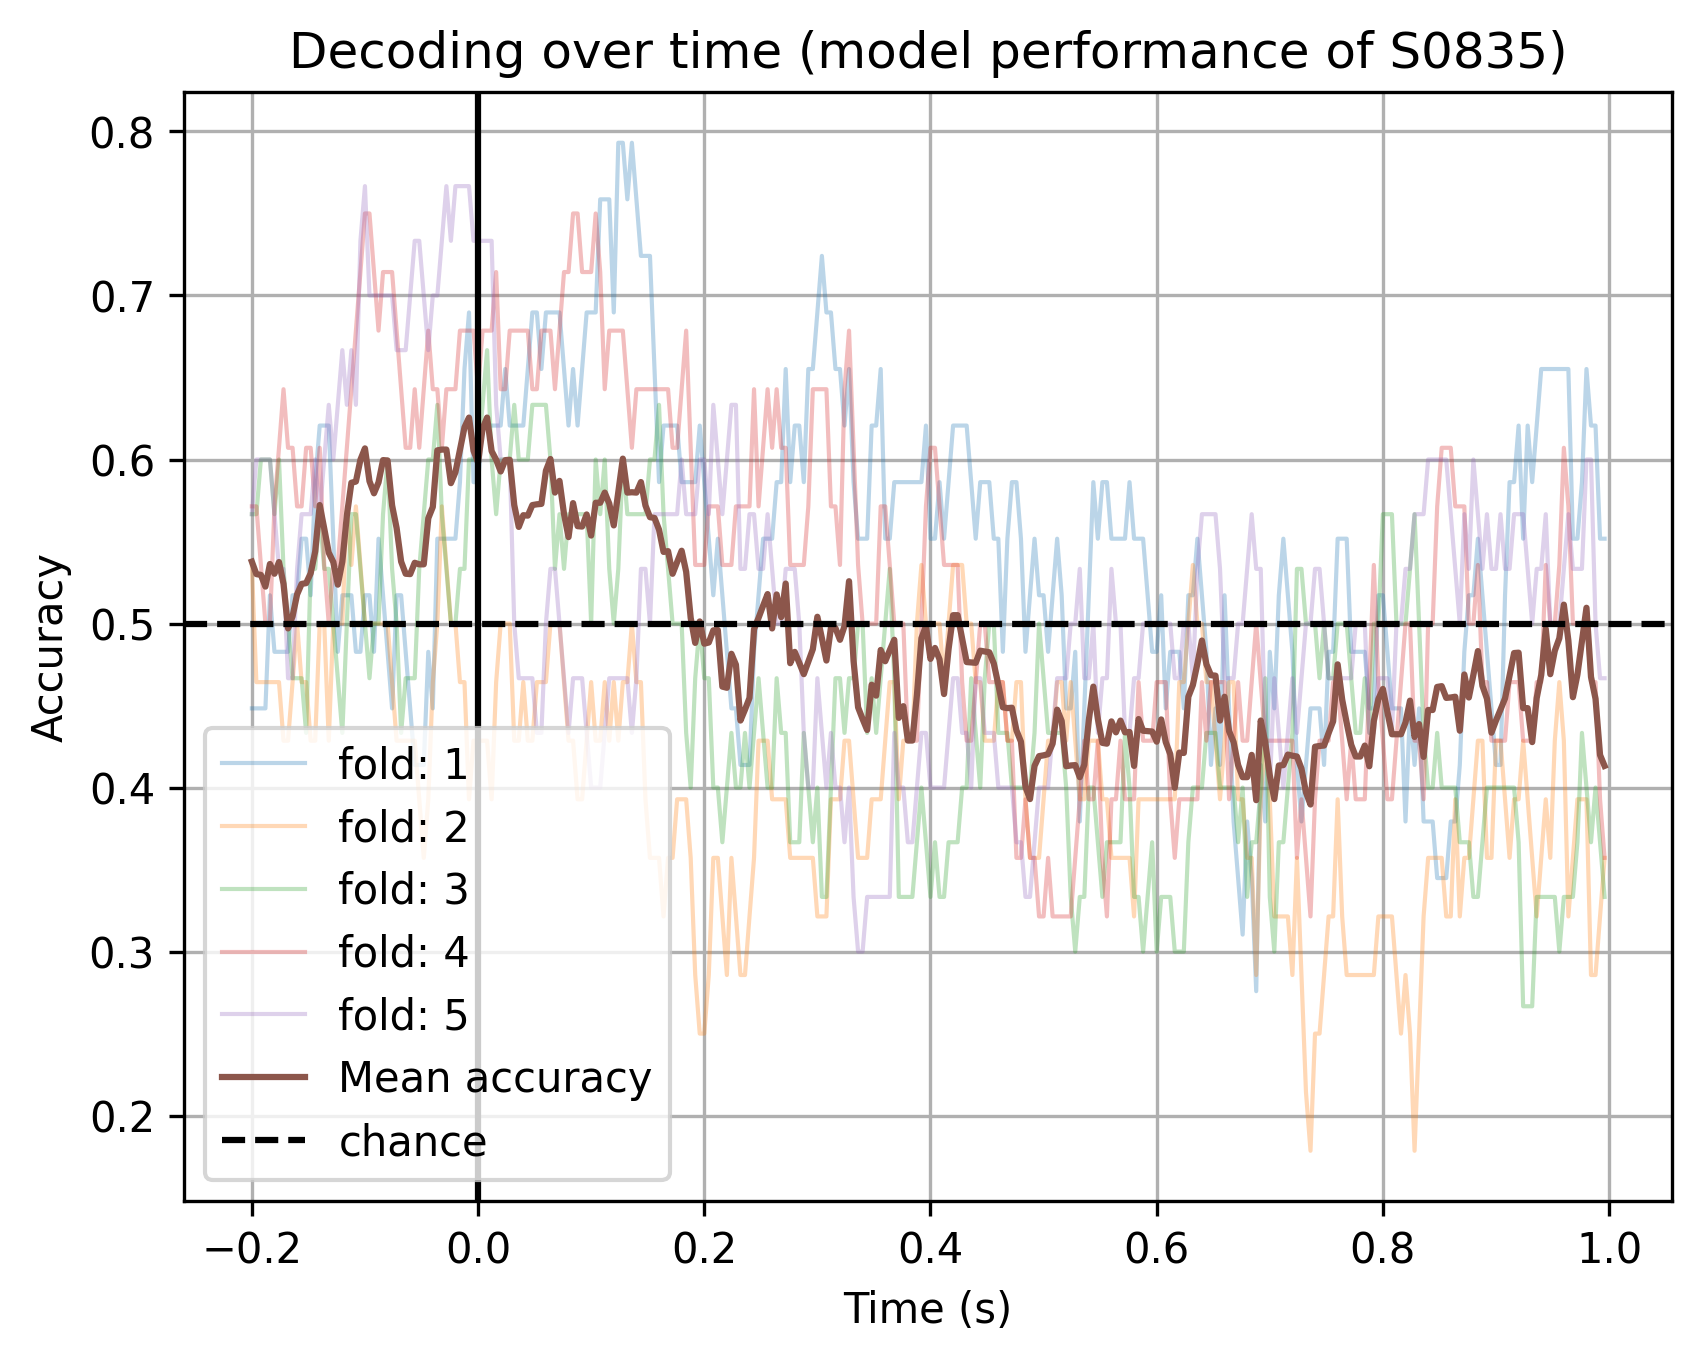 Decoding over time (model performance of S0835)
Accuracy
0.8
0.7
0.6
0.5
0.4
0.3
0.2
fold: 1
fold: 2
fold: 3
fold: 4
fold: 5
Mean accuracy
chance
−0.2 0.0 0.2 0.4 0.6 0.8 1.0
Time (s)